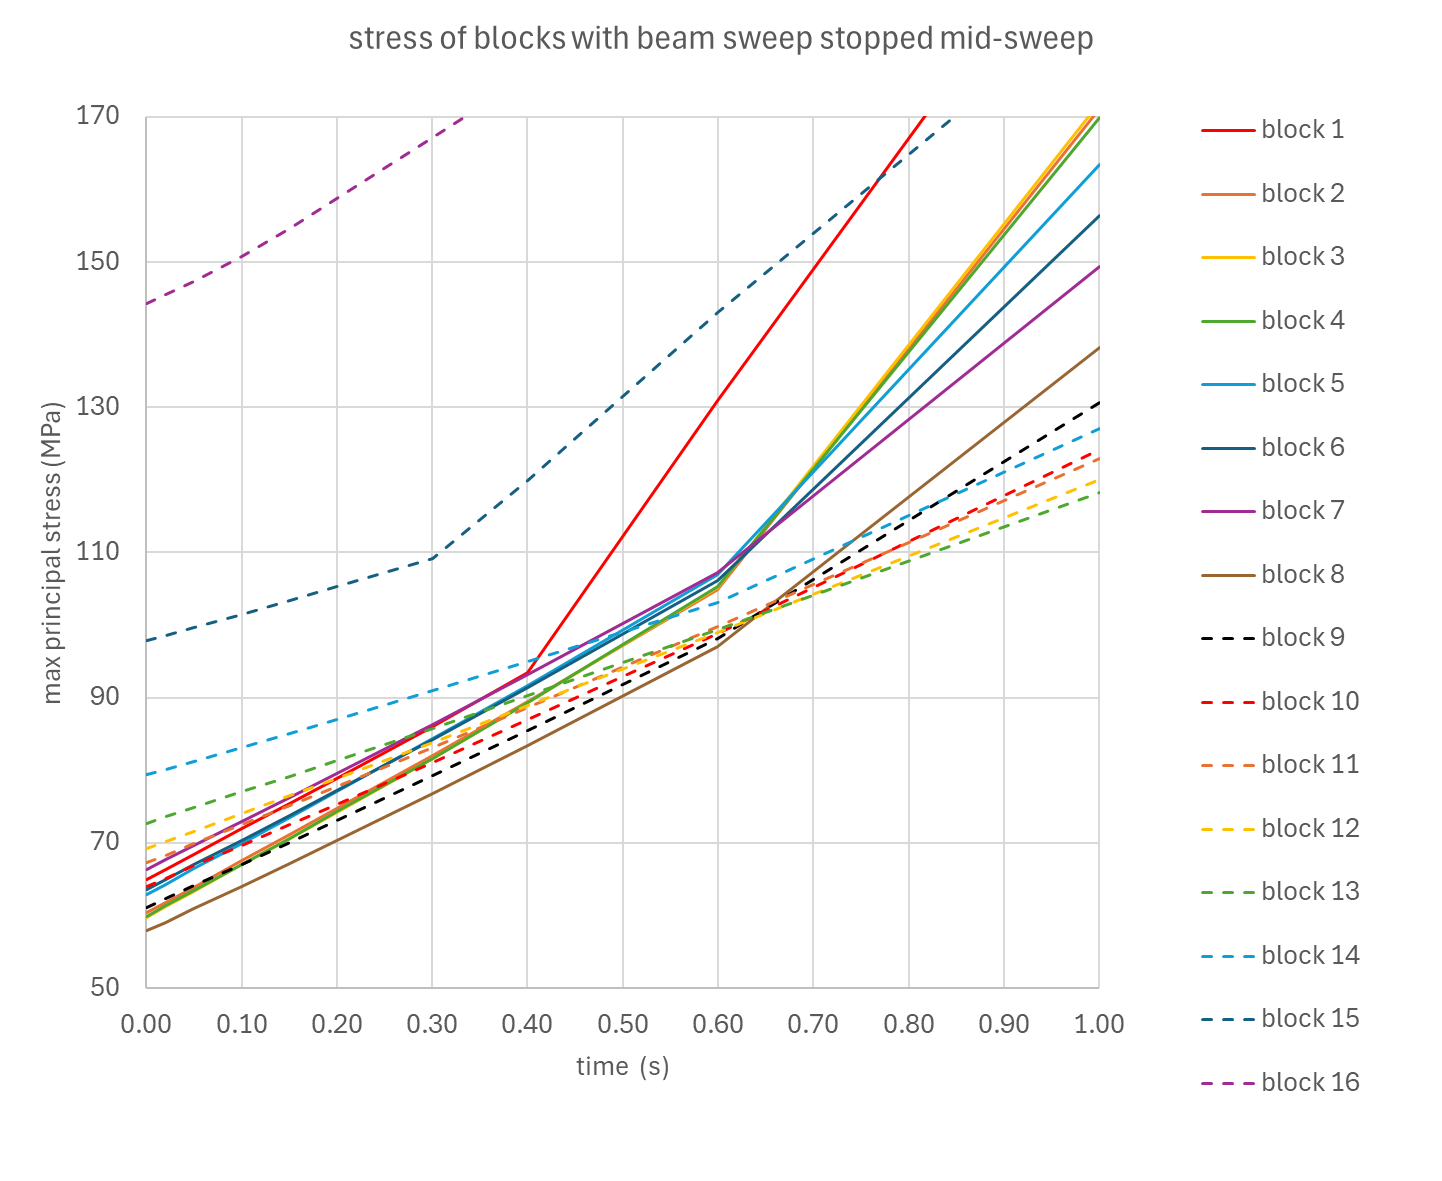 stress of blocks with beam sweep stopped mid-sweep
max principal stress (MPa)
170
150
130
110
90
70
50
0.00 0.10 0.20 0.30 0.40 0.50 0.60 0.70 0.80 0.90 1.00
time (s)
block 1
block 2
block 3
block 4
block 5
block 6
block 7
block 8
block 9
block 10
block 11
block 12
block 13
block 14
block 15
block 16